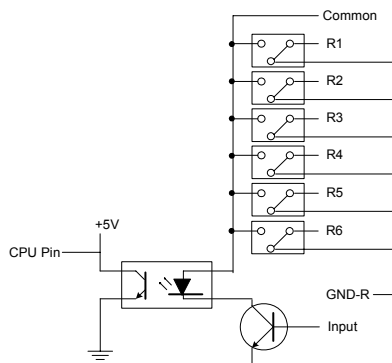 Common
R1
R2
R3
R4
R5
R6
+5V
CPU Pin
GND-R
Input